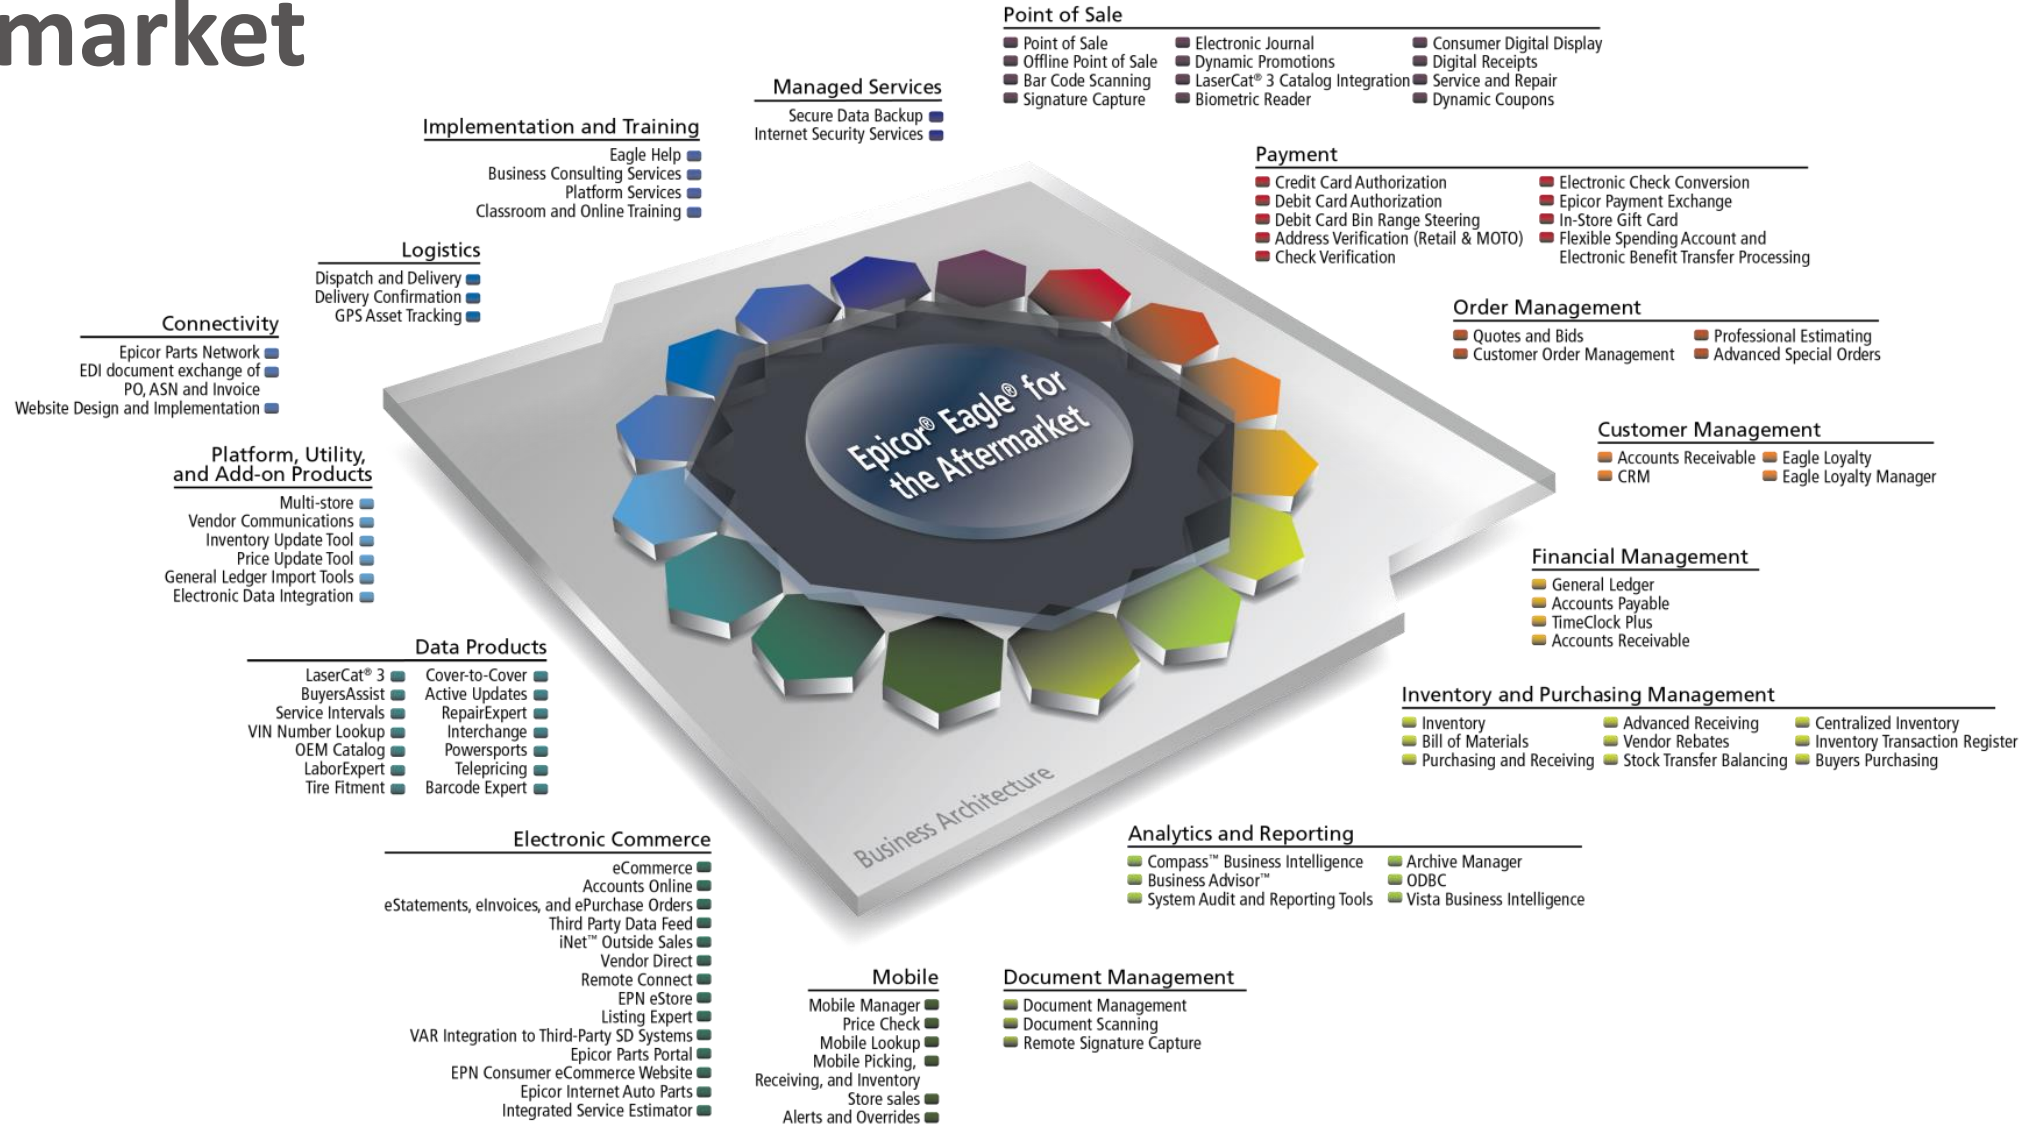 market
Point of Sale
Point of Sale
Offline Point of Sale
Bar Code Scanning
Signature Capture
Electronic Journal
Dynamic Promotions
LaserCat® 3 Catalog Integration
Biometric Reader
Consumer Digital Display
Digital Receipts
Service and Repair
Dynamic Coupons
Managed Services
Secure Data Backup
Internet Security Services
Implementation and Training
Eagle Help
Business Consulting Services
Platform Services
Classroom and Online Training
Payment
Credit Card Authorization
Debit Card Authorization
Debit Card Bin Range Steering
Address Verification (Retail & MOTO)
Check Verification
Electronic Check Conversion
Epicor Payment Exchange
In-Store Gift Card
Flexible Spending Account and
Electronic Benefit Transfer Processing
Logistics
Dispatch and Delivery
Delivery Confirmation
GPS Asset Tracking
Order Management
Quotes and Bids
Customer Order Management
Professional Estimating
Advanced Special Orders
Connectivity
Epicor Parts Network
EDI document exchange of
PO, ASN and Invoice
Website Design and Implementation
Epicor® Eagle® for
the Aftermarket
Customer Management
Accounts Receivable
CRM
Eagle Loyalty
Eagle Loyalty Manager
Platform, Utility,
and Add-on Products
Multi-store
Vendor Communications
Inventory Update Tool
Price Update Tool
General Ledger Import Tools
Electronic Data Integration
Financial Management
General Ledger
Accounts Payable
TimeClock Plus
Accounts Receivable
Data Products
LaserCat® 3
BuyersAssist
Service Intervals
VIN Number Lookup
OEM Catalog
LaborExpert
Tire Fitment
Cover-to-Cover
Active Updates
RepairExpert
Interchange
Powersports
Telepricing
Barcode Expert
Inventory and Purchasing Management
Inventory
Bill of Materials
Purchasing and Receiving
Advanced Receiving
Vendor Rebates
Stock Transfer Balancing
Centralized Inventory
Inventory Transaction Register
Buyers Purchasing
Business Architecture
Electronic Commerce
eCommerce
Accounts Online
eStatements, eInvoices, and ePurchase Orders
Third Party Data Feed
iNet™ Outside Sales
Vendor Direct
Remote Connect
EPN eStore
Listing Expert
VAR Integration to Third-Party SD Systems
Epicor Parts Portal
EPN Consumer eCommerce Website
Epicor Internet Auto Parts
Integrated Service Estimator
Analytics and Reporting
Compass™ Business Intelligence
Business Advisor™
System Audit and Reporting Tools
Archive Manager
ODBC
Vista Business Intelligence
Mobile
Mobile Manager
Price Check
Mobile Lookup
Mobile Picking,
Receiving, and Inventory
Store sales
Alerts and Overrides
Document Management
Document Management
Document Scanning
Remote Signature Capture